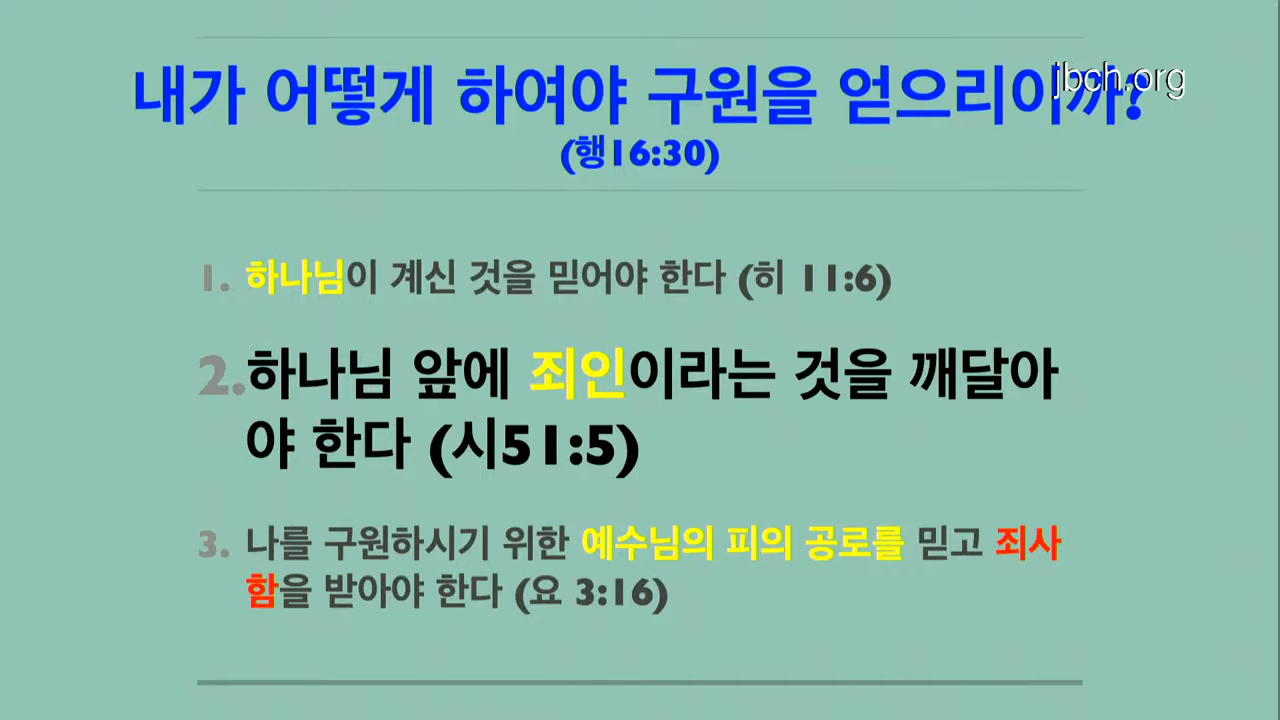 내가 어떻게 하여야 구원을 얻으리이까?
jbch.org
(행16:30)
1. 하나님이 계신 것을 믿어야 한다 (히 11:6)
2.하나님 앞에 죄인이라는 것을 깨달아
야 한다 (시51:5)
3. 나를 구원하시기 위한 예수님의 피의 공로를 믿고 죄사
함을 받아야 한다 (요 3:16)